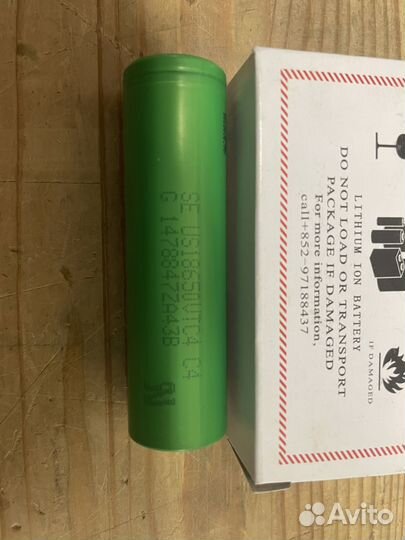 SE US18650VTC4 C4
G 1478847ZA43B
LITHIUM ION BATTERY
DO NOT LOAD OR TRANSPORT
PACKAGE IF DAMAGED
For more information,
call+852-97188437
IF DAMAGED
Avito